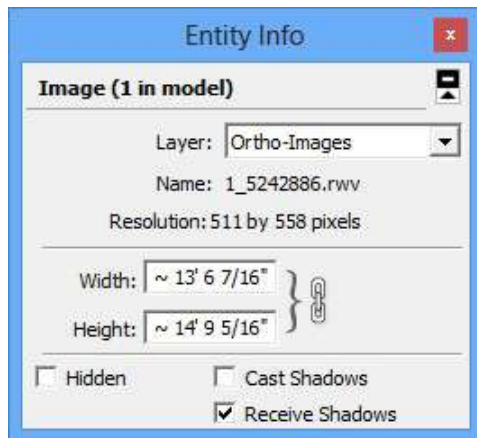 Entity Info
x
Image (1 in model)
Layer: Ortho-Images
Name: 1_5242886.rwv
Resolution: 511 by 558 pixels
Width: ~ 13' 6 7/16"
Height: ~ 14' 9 5/16"
Hidden Cast Shadows
Receive Shadows